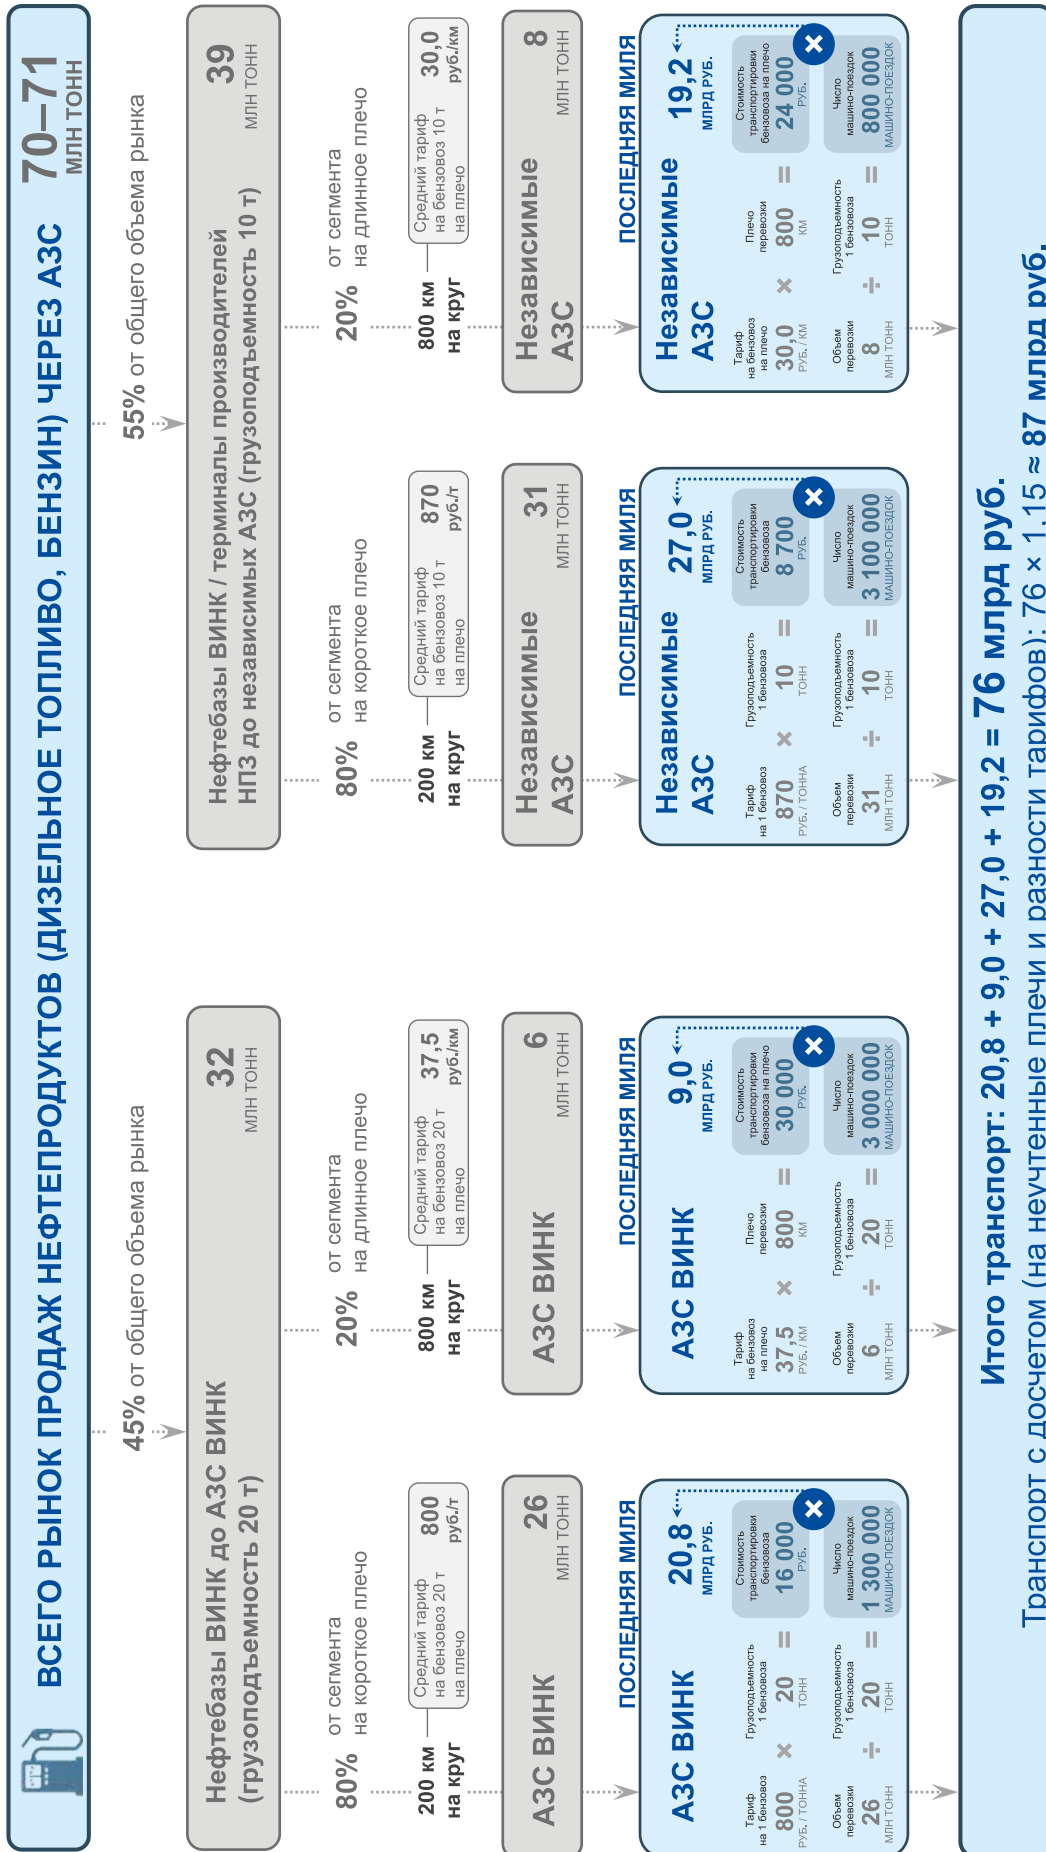 ВСЕГО РЫНОК ПРОДАЖ НЕФТЕПРОДУКТОВ (ДИЗЕЛЬНОЕ ТОПЛИВО, БЕНЗИН) ЧЕРЕЗ АЗС
70–71
МЛН ТОНН
45% от общего объема рынка
55% от общего объема рынка
Нефтебазы ВИНК до АЗС ВИНК
(грузоподъемность 20 т)
32
МЛН ТОНН
Нефтебазы ВИНК / терминалы производителей
НПЗ до независимых АЗС (грузоподъемность 10 т)
39
МЛН ТОНН
80%
от сегмента
на короткое плечо
20%
от сегмента
на длинное плечо
80%
от сегмента
на короткое плечо
20%
от сегмента
на длинное плечо
200 км
на круг
Средний тариф
на бензовоз 20 т
на плечо
800
руб./т
800 км
на круг
Средний тариф
на бензовоз 20 т
на плечо
37,5
руб./км
200 км
на круг
Средний тариф
на бензовоз 10 т
на плечо
870
руб./т
800 км
на круг
Средний тариф
на бензовоз 10 т
на плечо
30,0
руб./км
АЗС ВИНК
26
МЛН ТОНН
АЗС ВИНК
6
МЛН ТОНН
Независимые
АЗС
31
МЛН ТОНН
Независимые
АЗС
8
МЛН ТОНН
ПОСЛЕДНЯЯ МИЛЯ
АЗС ВИНК
20,8
МЛРД РУБ.
Тариф
на 1 бензовоз
800
РУБ. / ТОННА
×
Грузоподъемность
1 бензовоза
20
ТОНН
=
Стоимость
транспортировки
бензовоза
16 000
РУБ.
×
Объем
перевозки
26
МЛН ТОНН
÷
Грузоподъемность
1 бензовоза
20
ТОНН
=
Число
машино-поездок
1 300 000
МАШИНО-ПОЕЗДОК
ПОСЛЕДНЯЯ МИЛЯ
АЗС ВИНК
9,0
МЛРД РУБ.
Тариф
на бензовоз
на плечо
37,5
РУБ. / КМ
×
Плечо
перевозки
800
КМ
=
Стоимость
транспортировки
бензовоза на плечо
30 000
РУБ.
×
Объем
перевозки
6
МЛН ТОНН
÷
Грузоподъемность
1 бензовоза
20
ТОНН
=
Число
машино-поездок
3 000 000
МАШИНО-ПОЕЗДОК
ПОСЛЕДНЯЯ МИЛЯ
Независимые
АЗС
27,0
МЛРД РУБ.
Тариф
на 1 бензовоз
870
РУБ. / ТОННА
×
Грузоподъемность
1 бензовоза
10
ТОНН
=
Стоимость
транспортировки
бензовоза
8 700
РУБ.
×
Объем
перевозки
31
МЛН ТОНН
÷
Грузоподъемность
1 бензовоза
10
ТОНН
=
Число
машино-поездок
3 100 000
МАШИНО-ПОЕЗДОК
ПОСЛЕДНЯЯ МИЛЯ
Независимые
АЗС
19,2
МЛРД РУБ.
Тариф
на бензовоз
на плечо
30,0
РУБ. / КМ
×
Плечо
перевозки
800
КМ
=
Стоимость
транспортировки
бензовоза на плечо
24 000
РУБ.
×
Объем
перевозки
8
МЛН ТОНН
÷
Грузоподъемность
1 бензовоза
10
ТОНН
=
Число
машино-поездок
800 000
МАШИНО-ПОЕЗДОК
Итого транспорт: 20,8 + 9,0 + 27,0 + 19,2 = 76 млрд руб.
Транспорт с досчетом (на неучтенные плечи и разности тарифов): 76 × 1,15 ≈ 87 млрд руб.